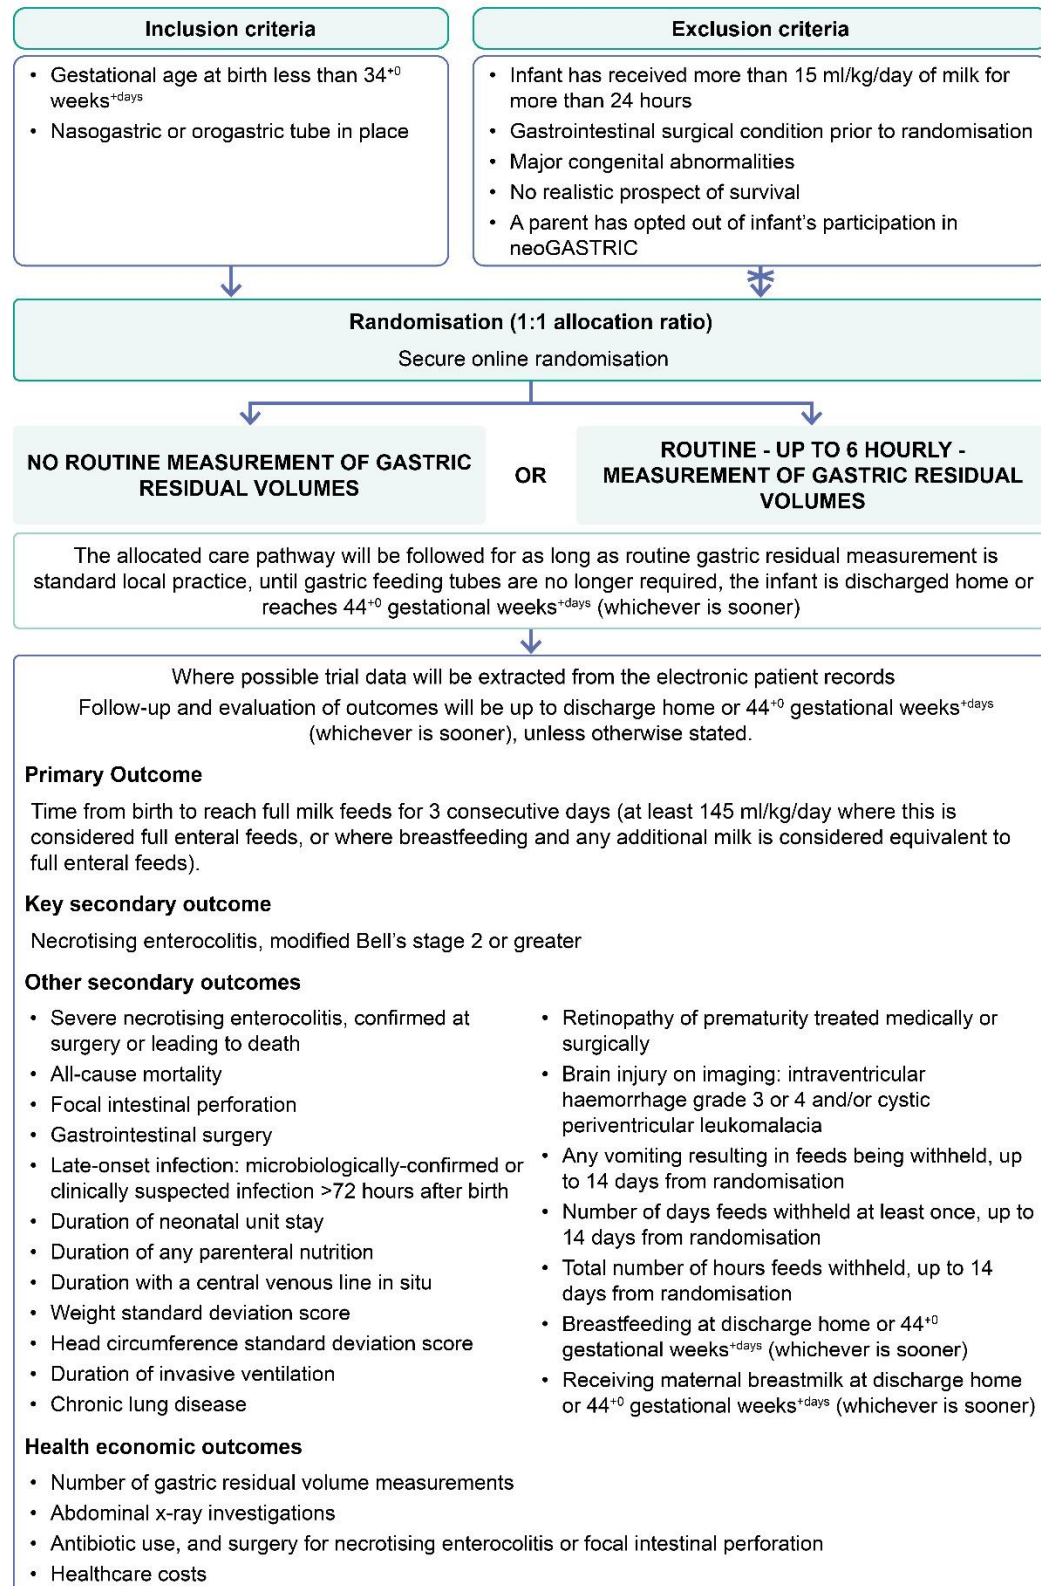 Inclusion criteria
• Gestational age at birth less than 34⁺⁰
weeks⁺ᵈᵃʸˢ
• Nasogastric or orogastric tube in place
Exclusion criteria
• Infant has received more than 15 ml/kg/day of milk for
more than 24 hours
• Gastrointestinal surgical condition prior to randomisation
• Major congenital abnormalities
• No realistic prospect of survival
• A parent has opted out of infant’s participation in
neoGASTRIC
Randomisation (1:1 allocation ratio)
Secure online randomisation
NO ROUTINE MEASUREMENT OF GASTRIC
RESIDUAL VOLUMES
OR
ROUTINE - UP TO 6 HOURLY -
MEASUREMENT OF GASTRIC RESIDUAL
VOLUMES
The allocated care pathway will be followed for as long as routine gastric residual measurement is
standard local practice, until gastric feeding tubes are no longer required, the infant is discharged home or
reaches 44⁺⁰ gestational weeks⁺ᵈᵃʸˢ (whichever is sooner)
Where possible trial data will be extracted from the electronic patient records
Follow-up and evaluation of outcomes will be up to discharge home or 44⁺⁰ gestational weeks⁺ᵈᵃʸˢ
(whichever is sooner), unless otherwise stated.
Primary Outcome
Time from birth to reach full milk feeds for 3 consecutive days (at least 145 ml/kg/day where this is
considered full enteral feeds, or where breastfeeding and any additional milk is considered equivalent to
full enteral feeds).
Key secondary outcome
Necrotising enterocolitis, modified Bell’s stage 2 or greater
Other secondary outcomes
• Severe necrotising enterocolitis, confirmed at
surgery or leading to death
• All-cause mortality
• Focal intestinal perforation
• Gastrointestinal surgery
• Late-onset infection: microbiologically-confirmed or
clinically suspected infection >72 hours after birth
• Duration of neonatal unit stay
• Duration of any parenteral nutrition
• Duration with a central venous line in situ
• Weight standard deviation score
• Head circumference standard deviation score
• Duration of invasive ventilation
• Chronic lung disease
• Retinopathy of prematurity treated medically or
surgically
• Brain injury on imaging: intraventricular
haemorrhage grade 3 or 4 and/or cystic
periventricular leukomalacia
• Any vomiting resulting in feeds being withheld, up
to 14 days from randomisation
• Number of days feeds withheld at least once, up to
14 days from randomisation
• Total number of hours feeds withheld, up to 14
days from randomisation
• Breastfeeding at discharge home or 44⁺⁰
gestational weeks⁺ᵈᵃʸˢ (whichever is sooner)
• Receiving maternal breastmilk at discharge home
or 44⁺⁰ gestational weeks⁺ᵈᵃʸˢ (whichever is sooner)
Health economic outcomes
• Number of gastric residual volume measurements
• Abdominal x-ray investigations
• Antibiotic use, and surgery for necrotising enterocolitis or focal intestinal perforation
• Healthcare costs